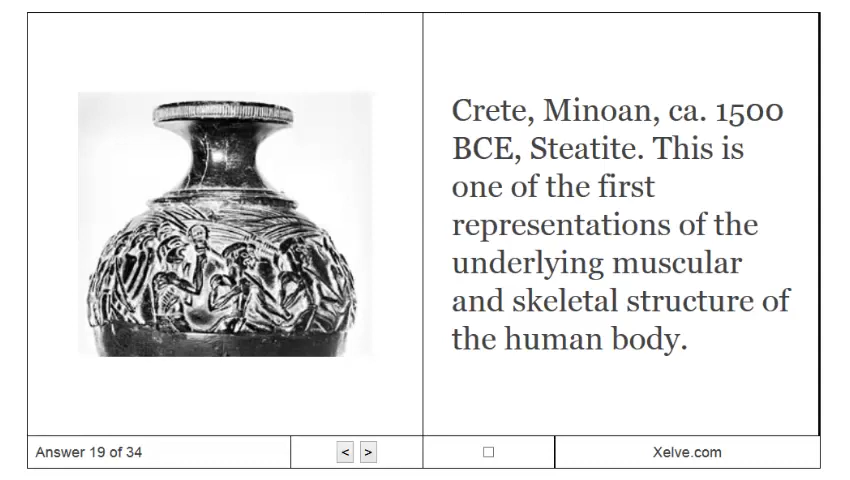 Crete, Minoan, ca. 1500
BCE, Steatite. This is
one of the first
representations of the
underlying muscular
and skeletal structure of
the human body.
Answer 19 of 34
< >
Xelve.com